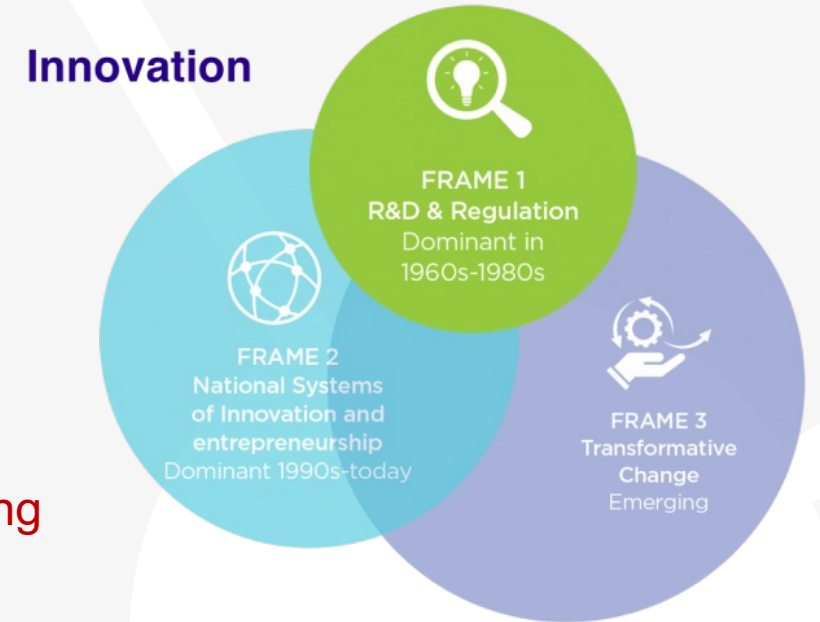 Innovation
FRAME 1
R&D & Regulation
Dominant in
1960s-1980s
FRAME 2
National Systems
of Innovation and
entrepreneurship
Dominant 1990s-today
FRAME 3
Transformative
Change
Emerging
ng